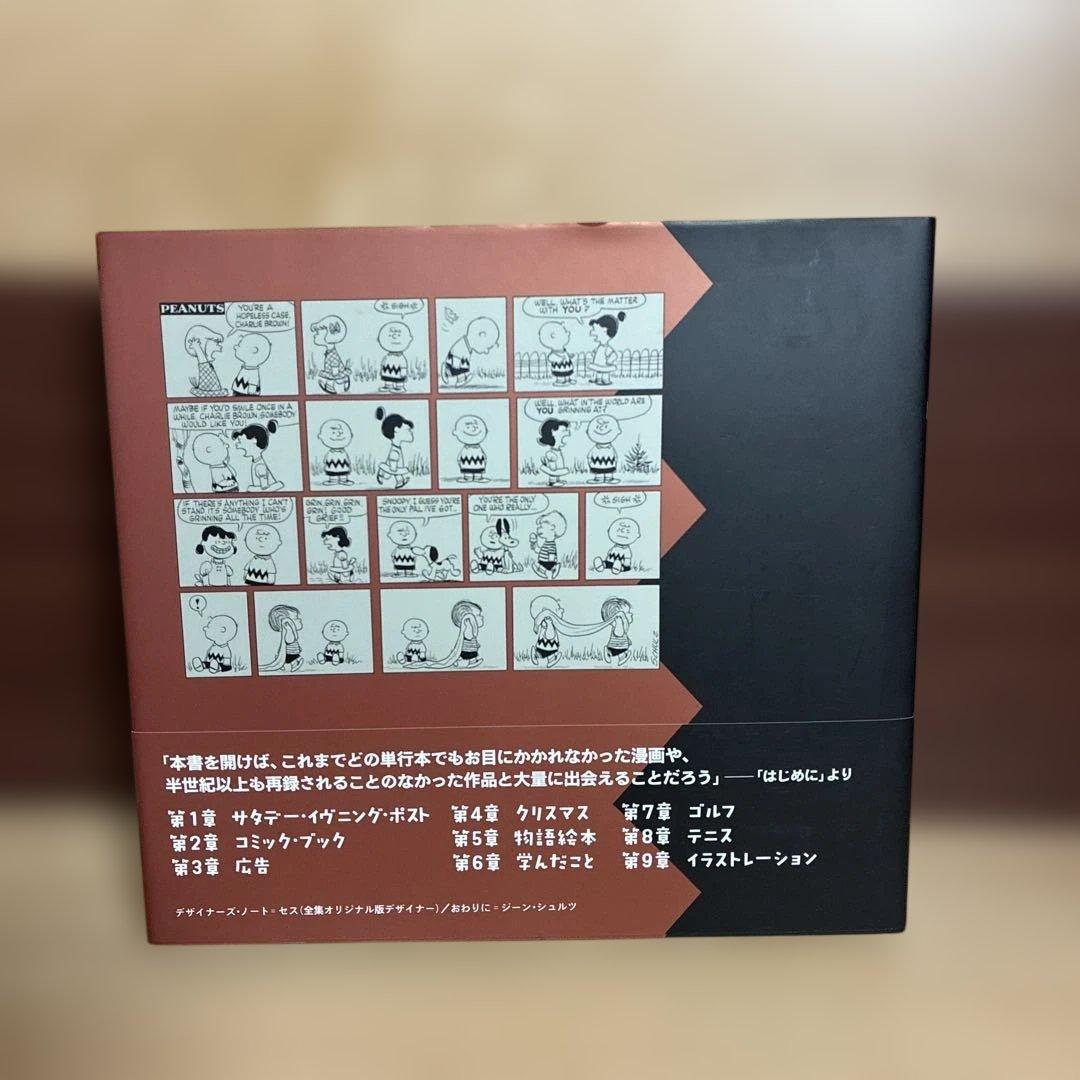 PEANUTS
YOU'RE A
HOPELESS CASE,
CHARLIE BROWN!
※ SIGH ※
WELL, WHAT'S THE MATTER
WITH YOU?
MAYBE IF YOU'D SMILE ONCE IN A
WHILE, CHARLIE BROWN, SOMEBODY
WOULD LIKE YOU!
WELL, WHAT IN THE WORLD ARE
YOU GRINNING AT?
IF THERE'S ANYTHING I CAN'T
STAND IT'S SOMEBODY WHO'S
GRINNING ALL THE TIME!
GRIN, GRIN, GRIN,
GRIN! GOOD
GRIEF!!
SNOOPY, I GUESS YOU'RE
THE ONLY PAL I'VE GOT...
YOU'RE THE ONLY
ONE WHO REALLY...
※ SIGH ※
!
SCHULZ
「本書を開けば、これまでどの単行本でもお目にかかれなかった漫画や、
半世紀以上も再録されることのなかった作品と大量に出会えることだろう」――「はじめに」より
第1章 サタデー・イヴニング・ポスト 第4章 クリスマス 第7章 ゴルフ
第2章 コミック・ブック 第5章 物語絵本 第8章 テニス
第3章 広告 第6章 学んだこと 第9章 イラストレーション
デザイナーズ・ノート=セス(全集オリジナル版デザイナー)/おわりに=ジーン・シュルツ